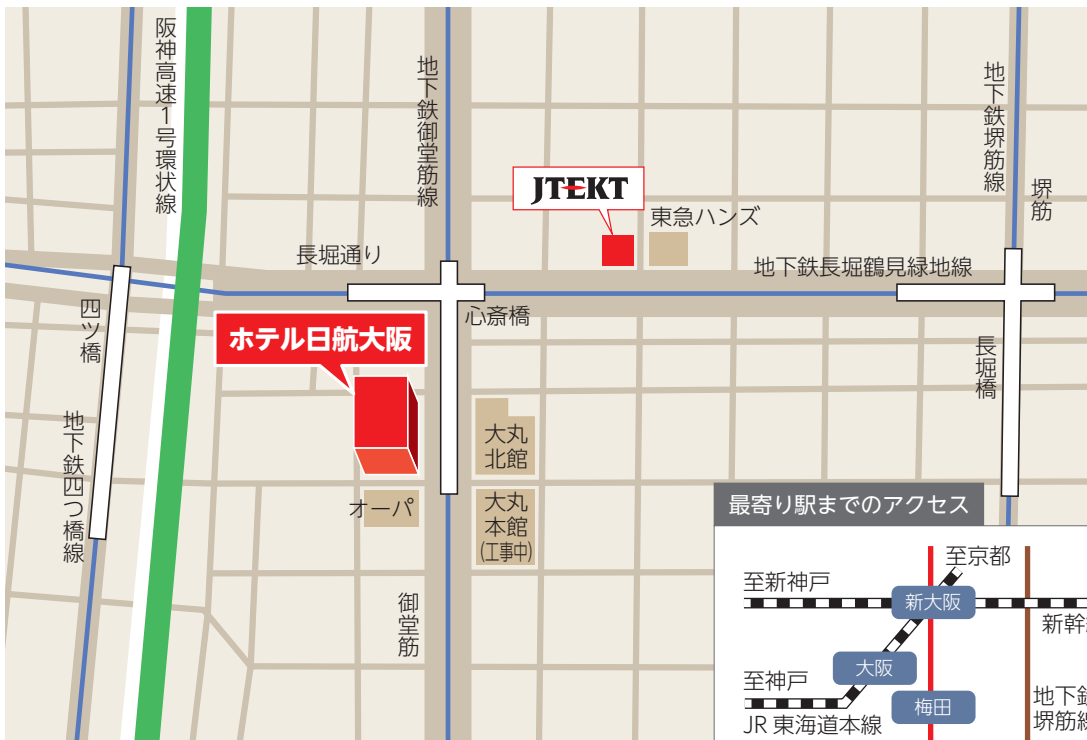 阪神高速1号環状線
地下鉄御堂筋線
地下鉄堺筋線
堺筋
JTEKT
東急ハンズ
長堀通り
地下鉄長堀鶴見緑地線
四ツ橋
心斎橋
ホテル日航大阪
長堀橋
地下鉄四つ橋線
大丸
北館
オーパ
大丸
本館
(工事中)
御堂筋
最寄り駅までのアクセス
至京都
至新神戸
新大阪
新幹
大阪
至神戸
梅田
地下鉄
堺筋線
JR 東海道本線